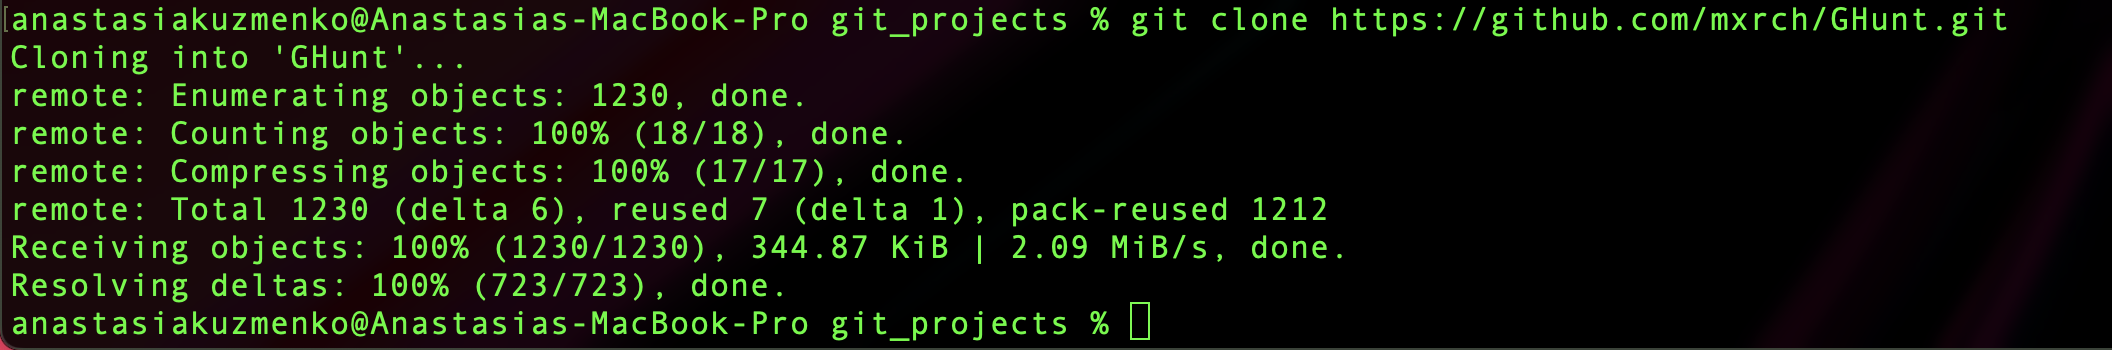 [anastasiakuzmenko@Anastasias-MacBook-Pro git_projects % git clone https://github.com/mxrch/GHunt.git
Cloning into 'GHunt'...
remote: Enumerating objects: 1230, done.
remote: Counting objects: 100% (18/18), done.
remote: Compressing objects: 100% (17/17), done.
remote: Total 1230 (delta 6), reused 7 (delta 1), pack-reused 1212
Receiving objects: 100% (1230/1230), 344.87 KiB | 2.09 MiB/s, done.
Resolving deltas: 100% (723/723), done.
anastasiakuzmenko@Anastasias-MacBook-Pro git_projects %